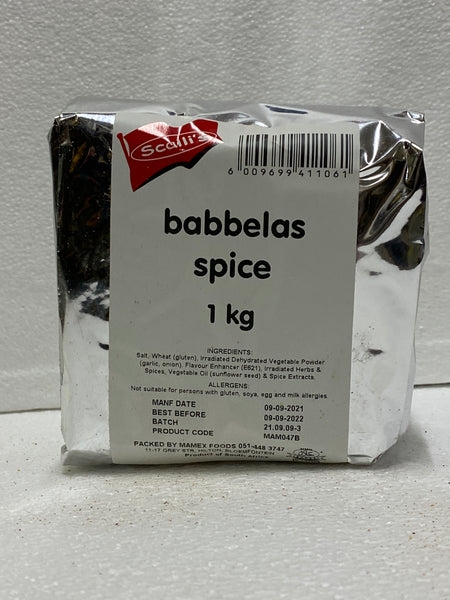 Scalli's
6 009699 411061
babbelas
spice
1 kg
INGREDIENTS:
Salt, Wheat (gluten), Irradiated Dehydrated Vegetable Powder
(garlic, onion), Flavour Enhancer (E621), Irradiated Herbs &
Spices, Vegetable Oil (sunflower seed) & Spice Extracts.
ALLERGENS:
Not suitable for persons with gluten, soya, egg and milk allergies
MANF DATE 09-09-2021
BEST BEFORE 09-09-2022
BATCH 21.09.09-3
PRODUCT CODE MAM047B
PACKED BY MAMEX FOODS 051-448 3747
11-17 GREY STR, HILTON, BLOEMFONTEIN
Product of South Africa